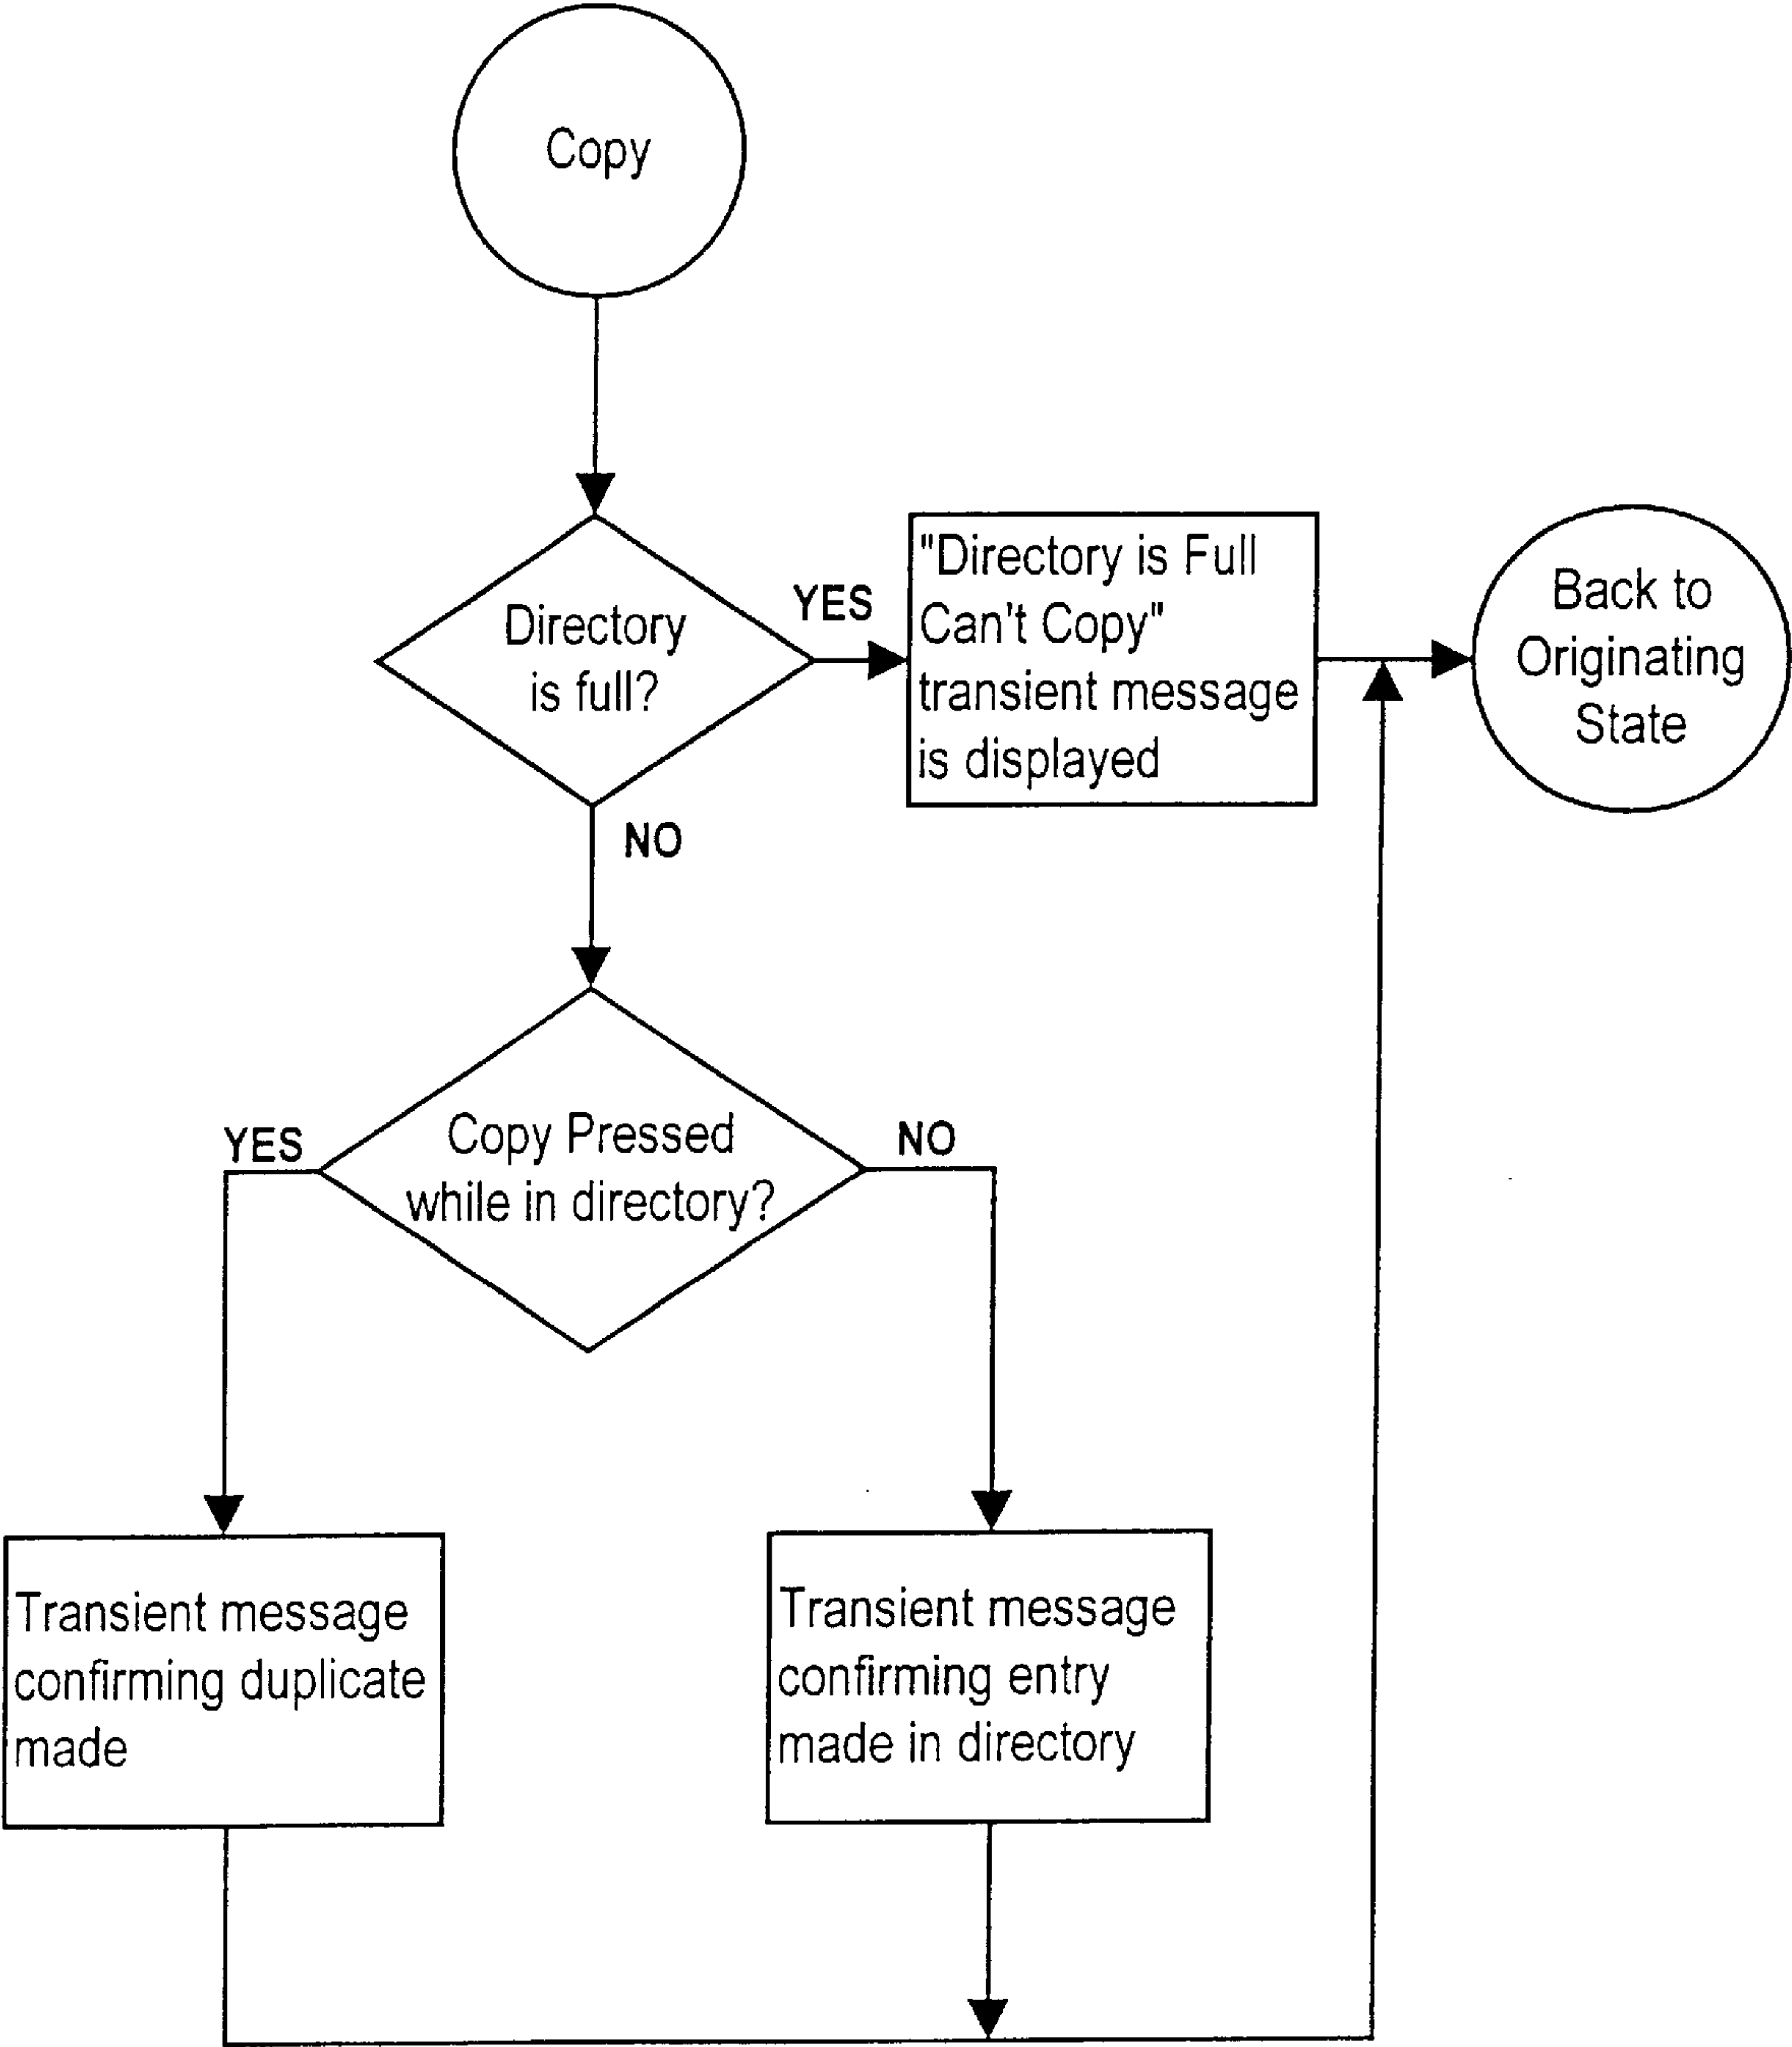 Copy
Directory
is full?
YES
"Directory is Full
Can't Copy"
transient message
is displayed
Back to
Originating
State
NO
Copy Pressed
while in directory?
YES
NO
Transient message
confirming duplicate
made
Transient message
confirming entry
made in directory